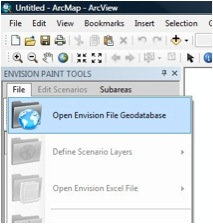 Untitled - ArcMap - ArcView
File Edit View Bookmarks Insert Selection
ENVISION PAINT TOOLS
File Edit Scenarios Subareas
Open Envision File Geodatabase
Define Scenario Layers
Open Envision Excel File